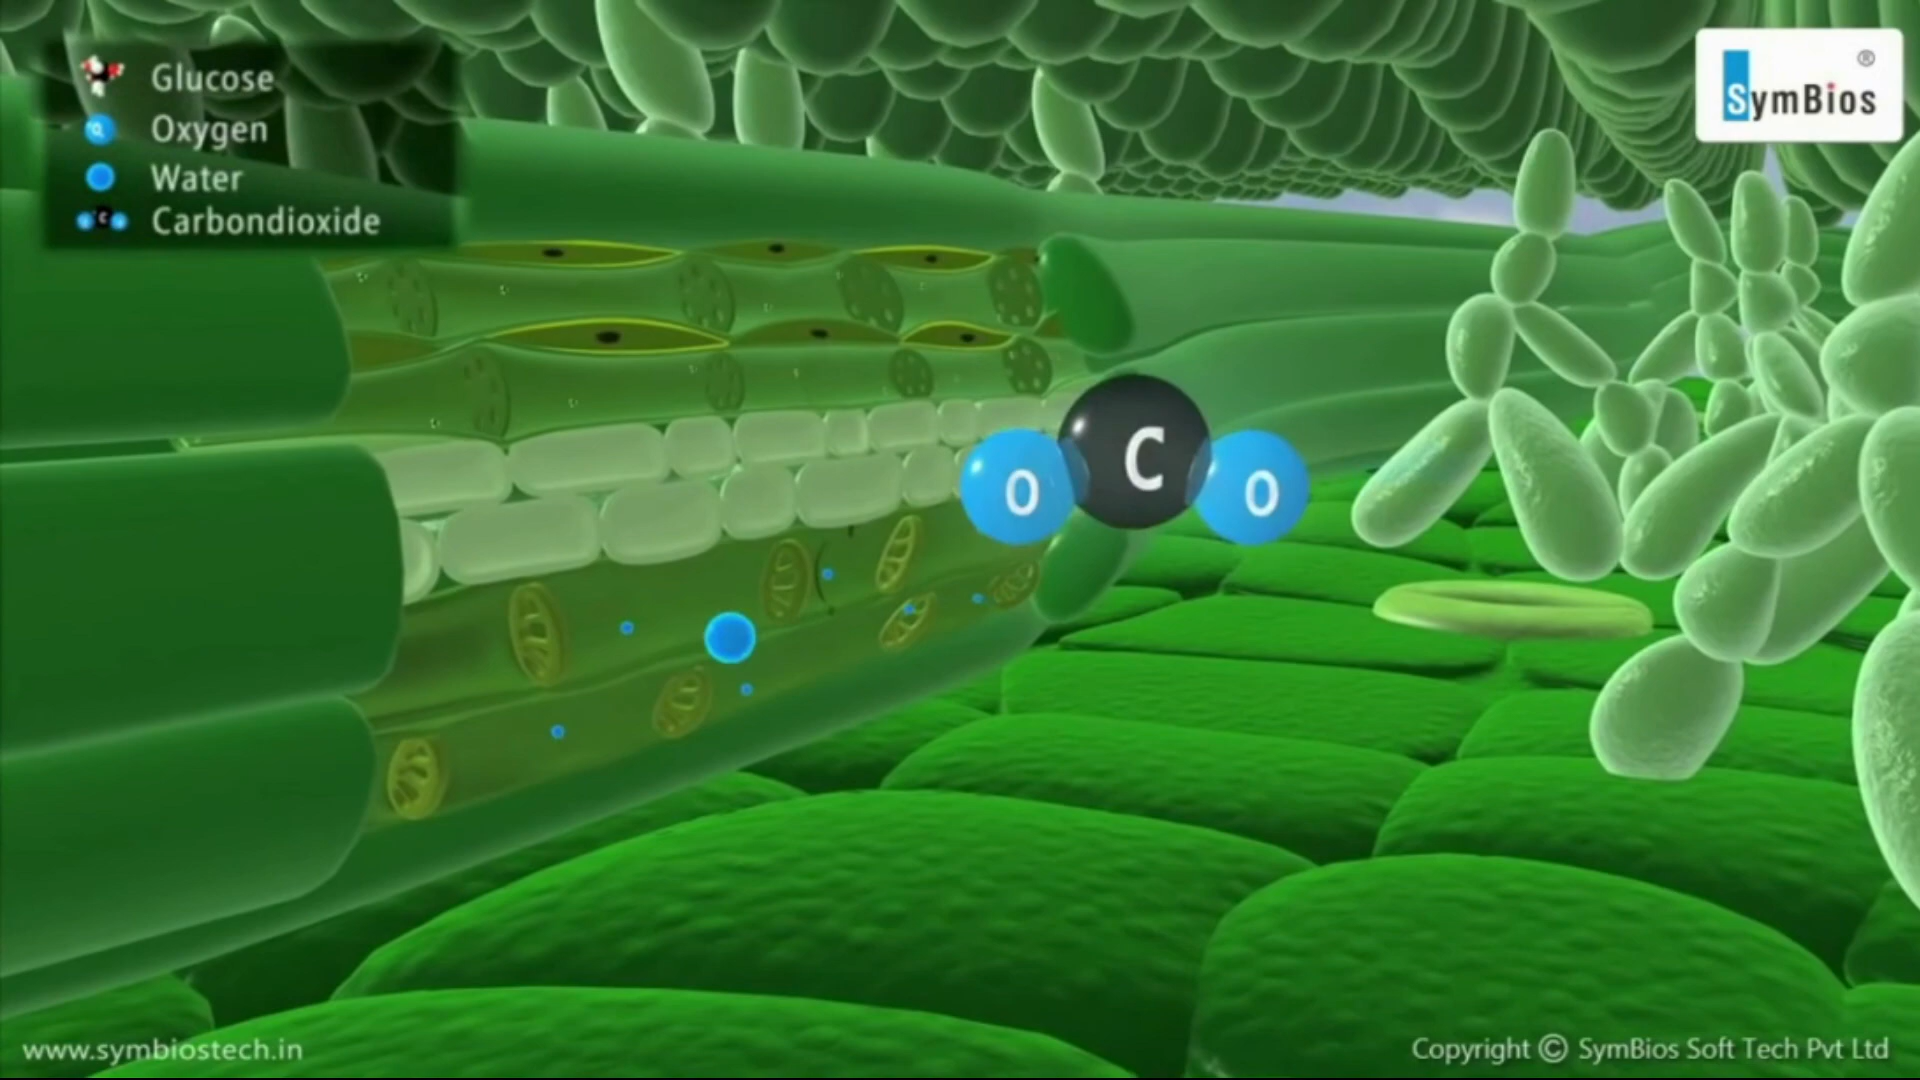 Glucose
Oxygen
Water
Carbondioxide
SymBios ®
O C O
www.symbiostech.in
Copyright © SymBios Soft Tech Pvt Ltd